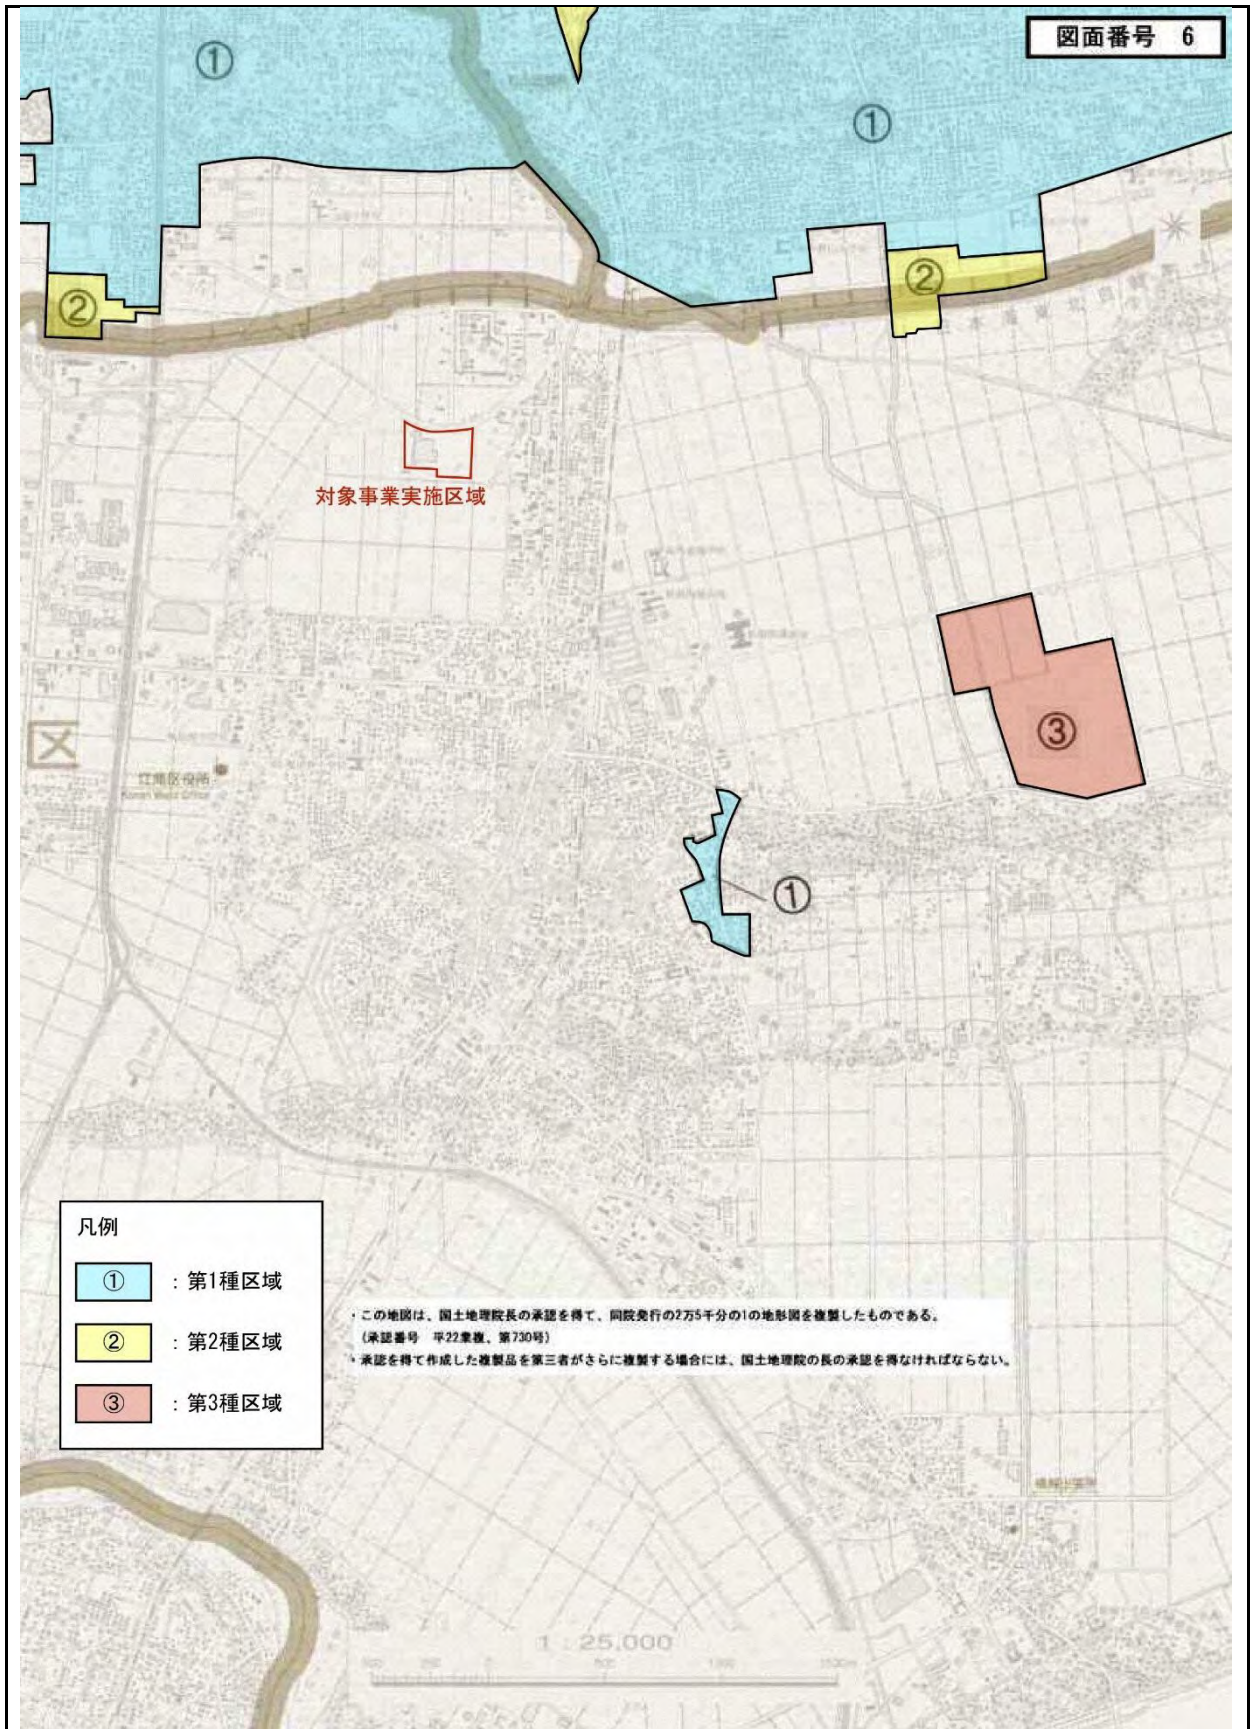 図面番号 6
①
①
②
②
対象事業実施区域
③
区
江南区役所
①
凡例
① : 第1種区域
② : 第2種区域
③ : 第3種区域
・この地図は、国土地理院長の承認を得て、同院発行の2万5千分の1の地形図を複製したものである。
(承認番号 平22業複、第730号)
・承認を得て作成した複製品を第三者がさらに複製する場合には、国土地理院の長の承認を得なければならない。
1 : 25,000